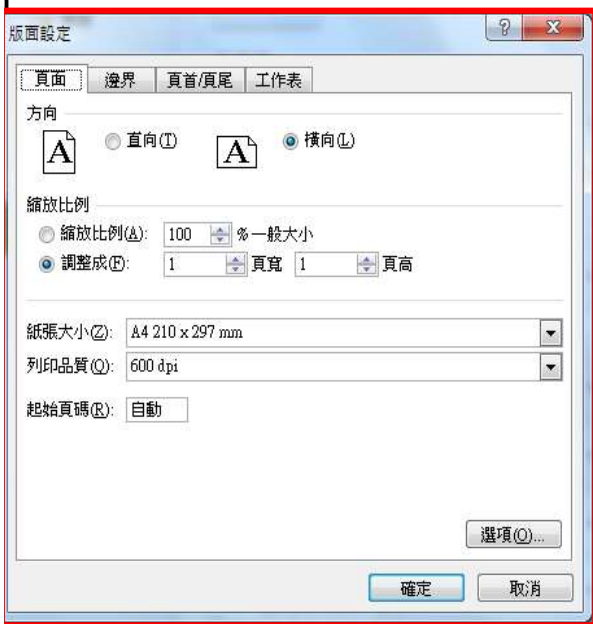 版面設定
頁面 邊界 頁首/頁尾 工作表
方向
A 直向(T) A 橫向(L)
縮放比例
縮放比例(A): 100 %一般大小
調整成(F): 1 頁寬 1 頁高
紙張大小(Z): A4 210 x 297 mm
列印品質(Q): 600 dpi
起始頁碼(R): 自動
選項(O)...
確定 取消